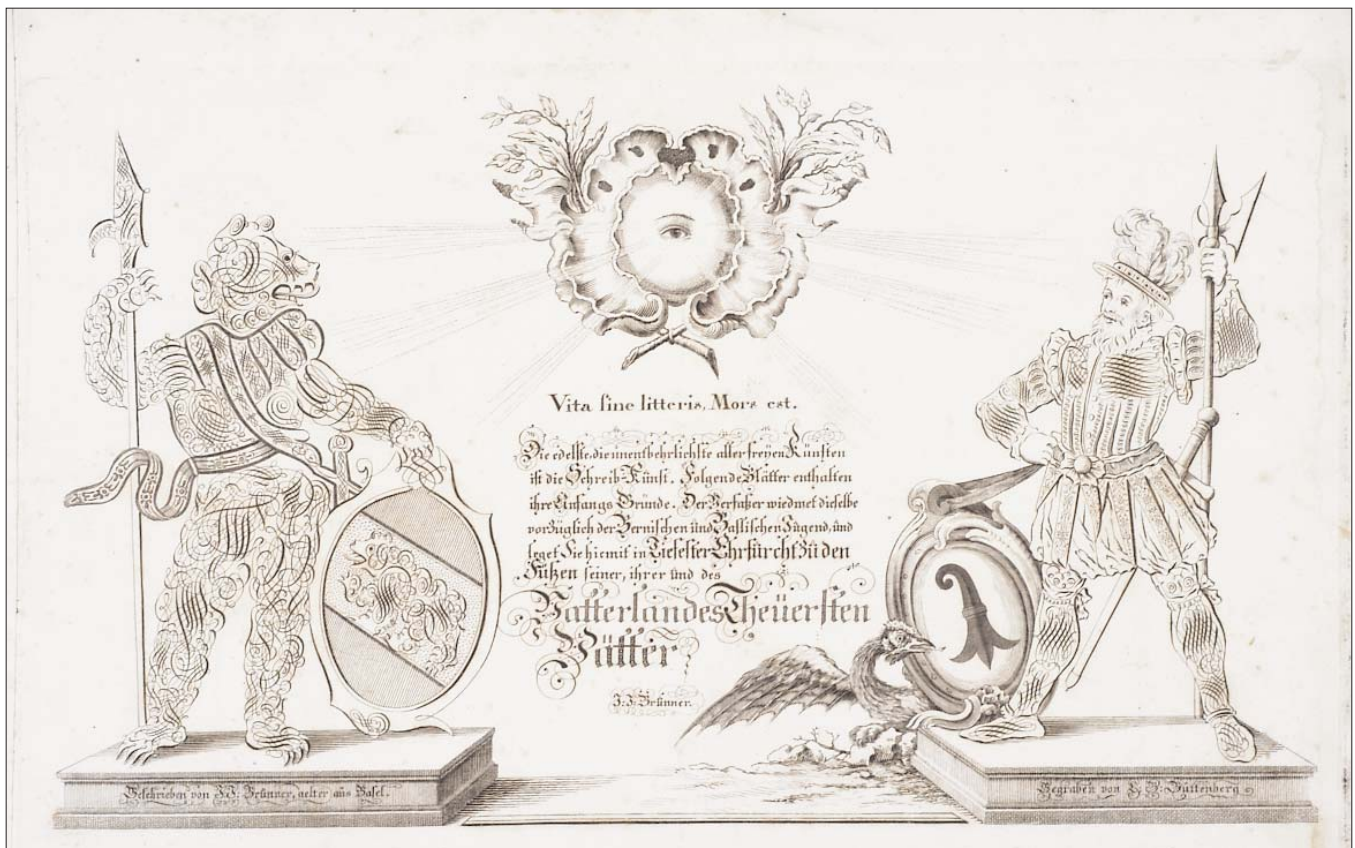 Vita sine litteris, Mors est.
Die edelste, die unentbehrlichste aller freyen Künsten
ist die Schreib-Kunst. Folgende Blätter enthalten
ihre Anfangs Gründe. Der Verfaßer wiedmet dieselbe
vorzüglich der Bernischen und Baslischen Jugend, und
leget Sie hiemit in Tiefester Ehrfurcht zu den
Füßen seiner, ihrer und des
Vatterlandes Theüersten
Vätter
J. J. Brunner.
Geschrieben von J. J. Brunner, aelter aus Basel.
Gegraben von Guttenberg